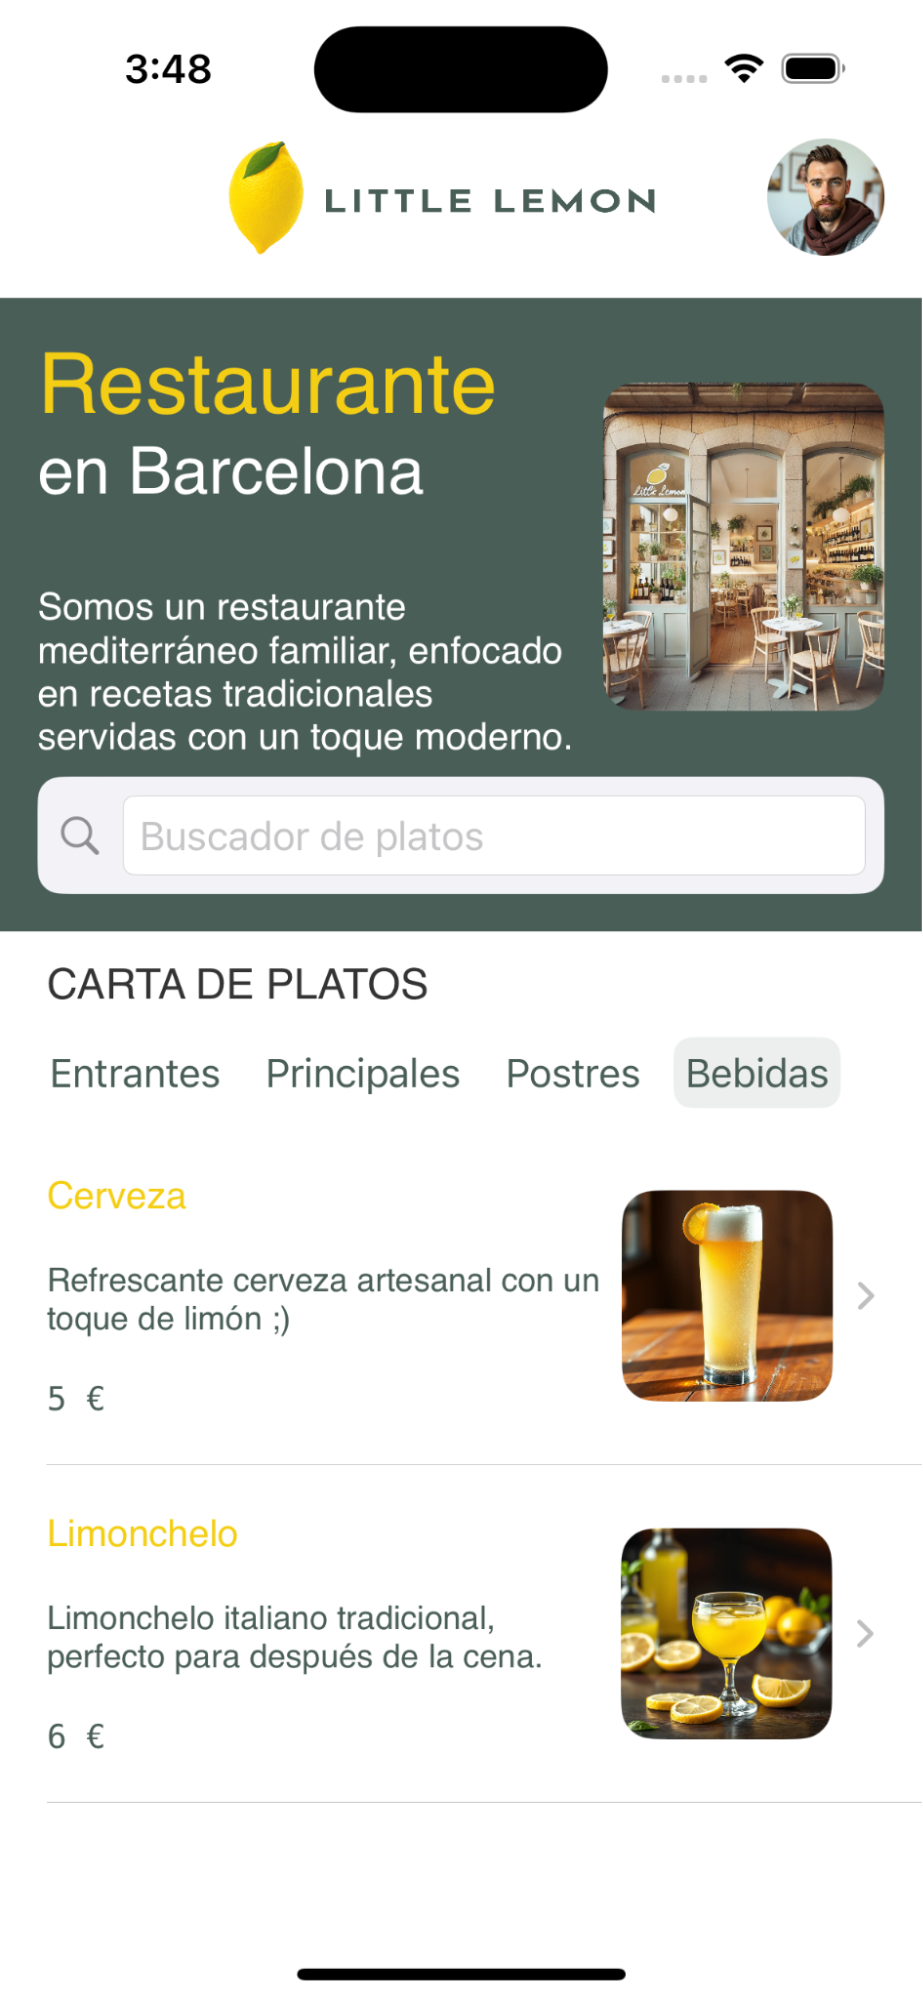 3:48
LITTLE LEMON
Restaurante
en Barcelona
Little Lemon
Somos un restaurante
mediterráneo familiar, enfocado
en recetas tradicionales
servidas con un toque moderno.
Buscador de platos
CARTA DE PLATOS
Entrantes Principales Postres Bebidas
Cerveza
Refrescante cerveza artesanal con un
toque de limón ;)
5 €
Limonchelo
Limonchelo italiano tradicional,
perfecto para después de la cena.
6 €